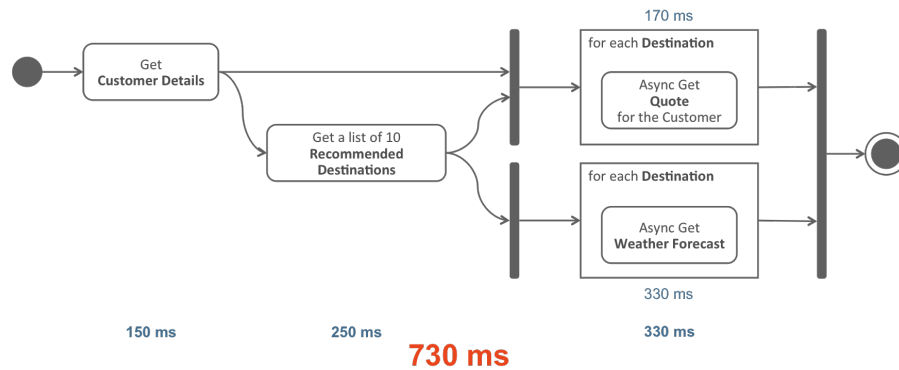 170 ms
for each Destination
Get
Customer Details
Async Get
Quote
for the Customer
Get a list of 10
Recommended
Destinations
for each Destination
Async Get
Weather Forecast
330 ms
150 ms
250 ms
330 ms
730 ms